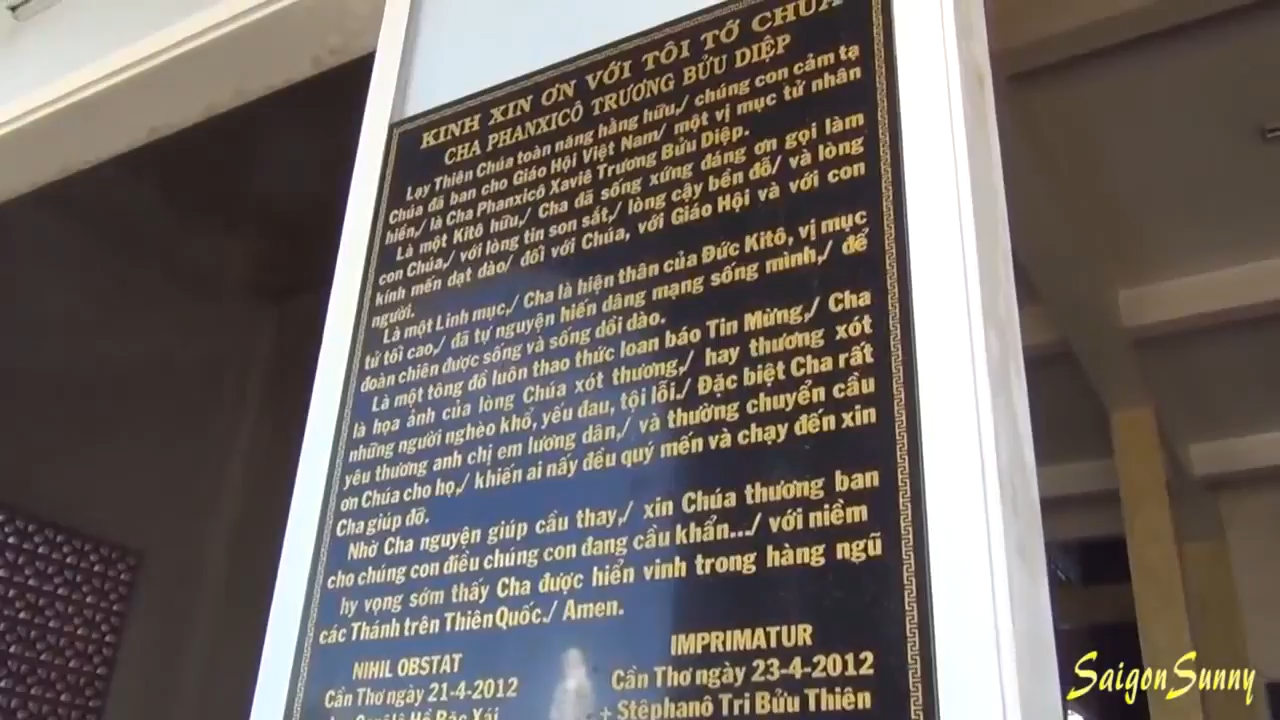 KINH XIN ƠN VỚI TÔI TỚ CHÚA
CHA PHANXICÔ TRƯƠNG BỬU DIỆP
Lạy Thiên Chúa toàn năng hằng hữu,/ chúng con cảm tạ
Chúa đã ban cho Giáo Hội Việt Nam/ một vị mục tử nhân
hiền,/ là Cha Phanxicô Xaviê Trương Bửu Diệp.
Là một Kitô hữu,/ Cha đã sống xứng đáng ơn gọi làm
con Chúa,/ với lòng tin son sắt,/ lòng cậy bền đỗ/ và lòng
kính mến dạt dào/ đối với Chúa, với Giáo Hội và với con
người.
Là một Linh mục,/ Cha là hiện thân của Đức Kitô, vị mục
tử tối cao,/ đã tự nguyện hiến dâng mạng sống mình,/ để
đoàn chiên được sống và sống dồi dào.
Là một tông đồ luôn thao thức loan báo Tin Mừng,/ Cha
là họa ảnh của lòng Chúa xót thương,/ hay thương xót
những người nghèo khổ, yếu đau, tội lỗi./ Đặc biệt Cha rất
yêu thương anh chị em lương dân,/ và thường chuyển cầu
ơn Chúa cho họ,/ khiến ai nấy đều quý mến và chạy đến xin
Cha giúp đỡ.
Nhờ Cha nguyện giúp cầu thay,/ xin Chúa thương ban
cho chúng con điều chúng con đang cầu khẩn.../ với niềm
hy vọng sớm thấy Cha được hiển vinh trong hàng ngũ
các Thánh trên Thiên Quốc./ Amen.
NIHIL OBSTAT
Cần Thơ ngày 21-4-2012
IMPRIMATUR
Cần Thơ ngày 23-4-2012
+ Stêphanô Tri Bửu Thiên
SaigonSunny